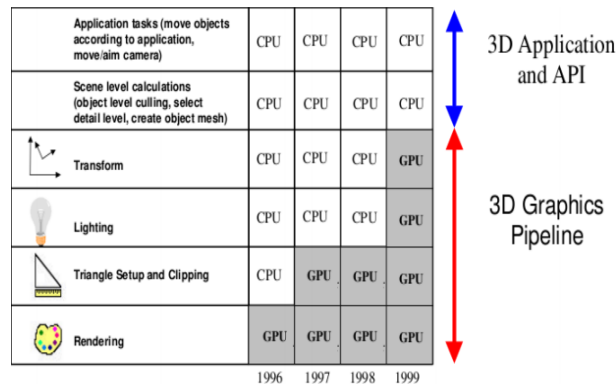 Application tasks (move objects
according to application,
move/aim camera)
CPU CPU CPU CPU
3D Application
and API
Scene level calculations
(object level culling, select
detail level, create object mesh)
CPU CPU CPU CPU
Transform
CPU CPU CPU GPU
Lighting
CPU CPU CPU GPU
3D Graphics
Pipeline
Triangle Setup and Clipping
CPU GPU GPU GPU
Rendering
GPU GPU GPU GPU
1996 1997 1998 1999